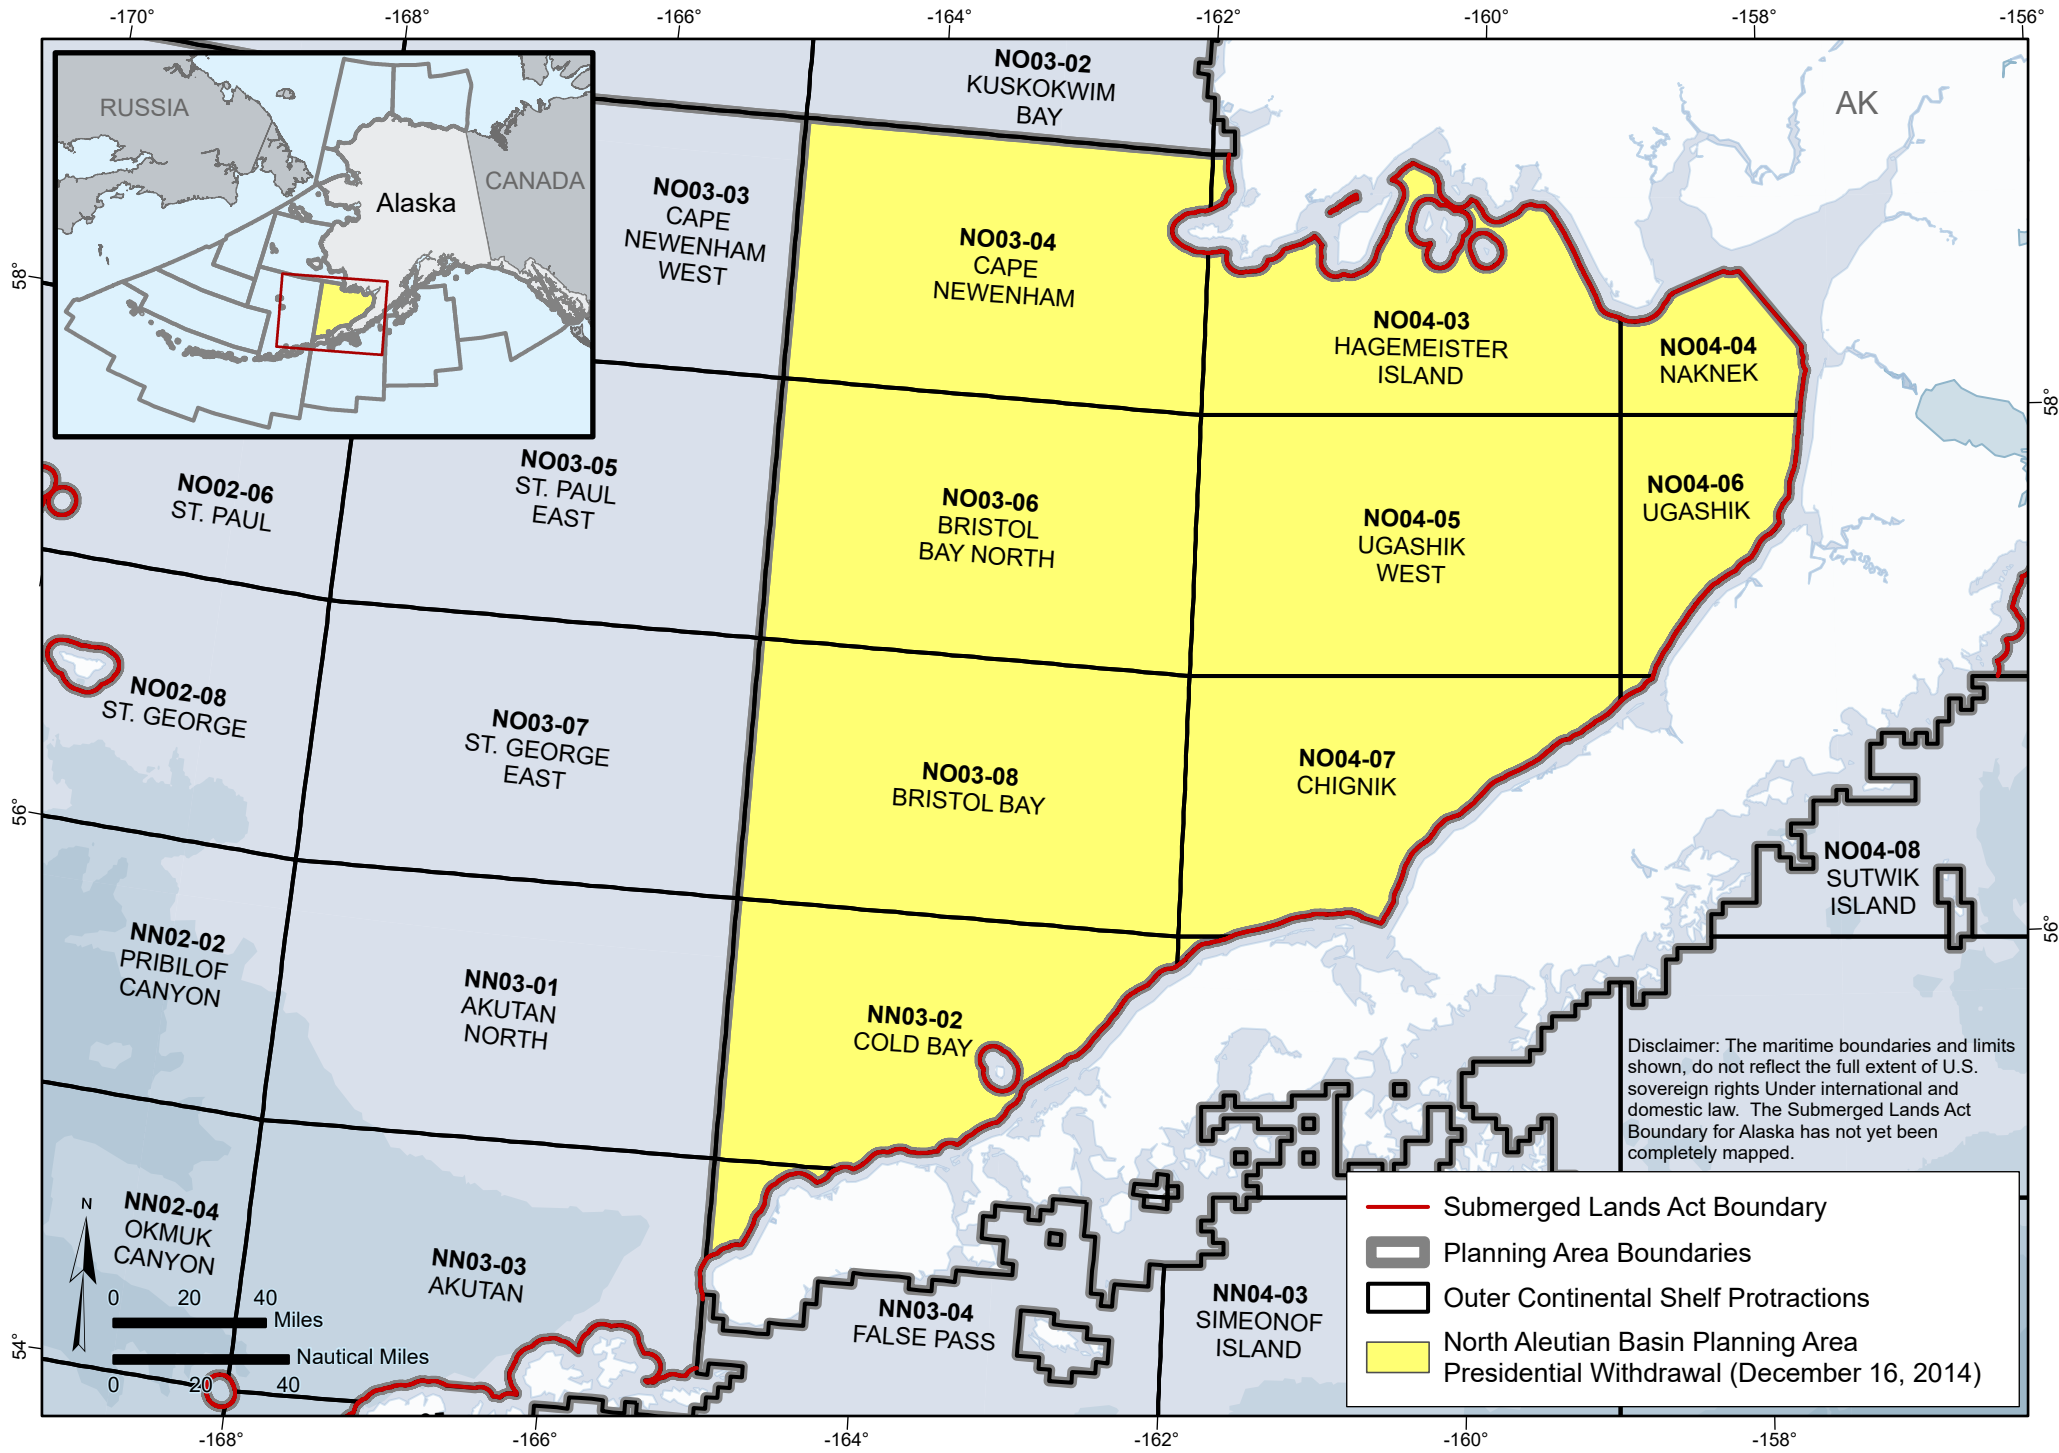 -170°
-168°
-166°
-164°
-162°
-160°
-158°
-156°
RUSSIA
CANADA
Alaska
AK
NO03-02
KUSKOKWIM
BAY
NO03-03
CAPE
NEWENHAM
WEST
NO03-04
CAPE
NEWENHAM
58°
58°
NO04-03
HAGEMEISTER
ISLAND
NO04-04
NAKNEK
NO02-06
ST. PAUL
NO03-05
ST. PAUL
EAST
NO03-06
BRISTOL
BAY NORTH
NO04-05
UGASHIK
WEST
NO04-06
UGASHIK
NO02-08
ST. GEORGE
NO03-07
ST. GEORGE
EAST
NO03-08
BRISTOL BAY
NO04-07
CHIGNIK
56°
56°
NO04-08
SUTWIK
ISLAND
NN02-02
PRIBILOF
CANYON
NN03-01
AKUTAN
NORTH
NN03-02
COLD BAY
Disclaimer: The maritime boundaries and limits
shown, do not reflect the full extent of U.S.
sovereign rights Under international and
domestic law. The Submerged Lands Act
Boundary for Alaska has not yet been
completely mapped.
NN02-04
OKMUK
CANYON
NN03-03
AKUTAN
NN03-04
FALSE PASS
NN04-03
SIMEONOF
ISLAND
54°
N
0 20 40
Miles
Nautical Miles
0 20 40
Submerged Lands Act Boundary
Planning Area Boundaries
Outer Continental Shelf Protractions
North Aleutian Basin Planning Area
Presidential Withdrawal (December 16, 2014)
-168°
-166°
-164°
-162°
-160°
-158°